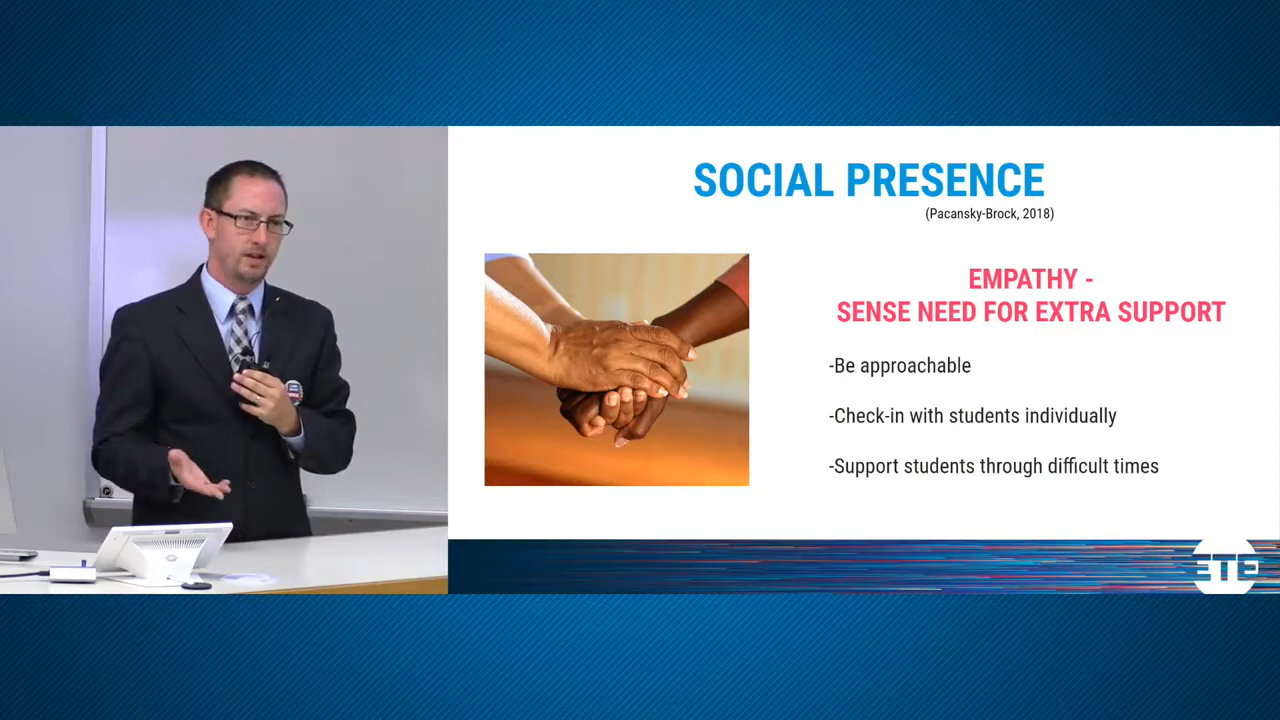 SOCIAL PRESENCE
(Pacansky-Brock, 2018)
EMPATHY -
SENSE NEED FOR EXTRA SUPPORT
-Be approachable
-Check-in with students individually
-Support students through difficult times
ETE